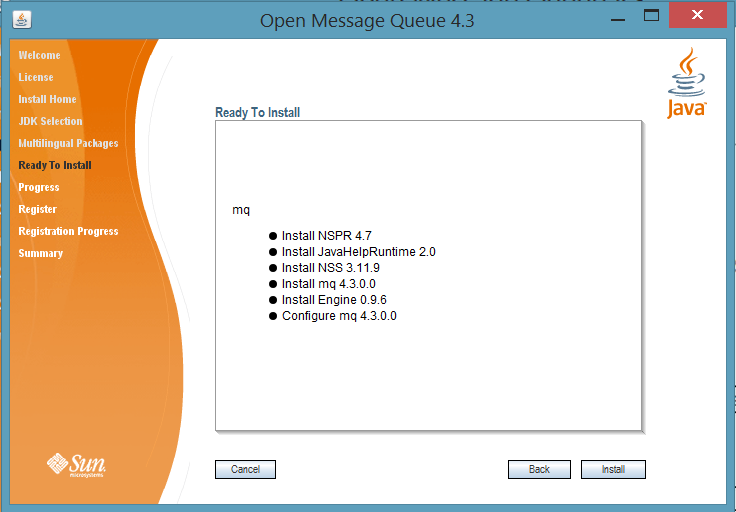 Open Message Queue 4.3
Welcome
License
Install Home
JDK Selection
Multilingual Packages
Ready To Install
Progress
Register
Registration Progress
Summary
Sun
microsystems
Java
Ready To Install
mq
Install NSPR 4.7
Install JavaHelpRuntime 2.0
Install NSS 3.11.9
Install mq 4.3.0.0
Install Engine 0.9.6
Configure mq 4.3.0.0
Cancel
Back
Install